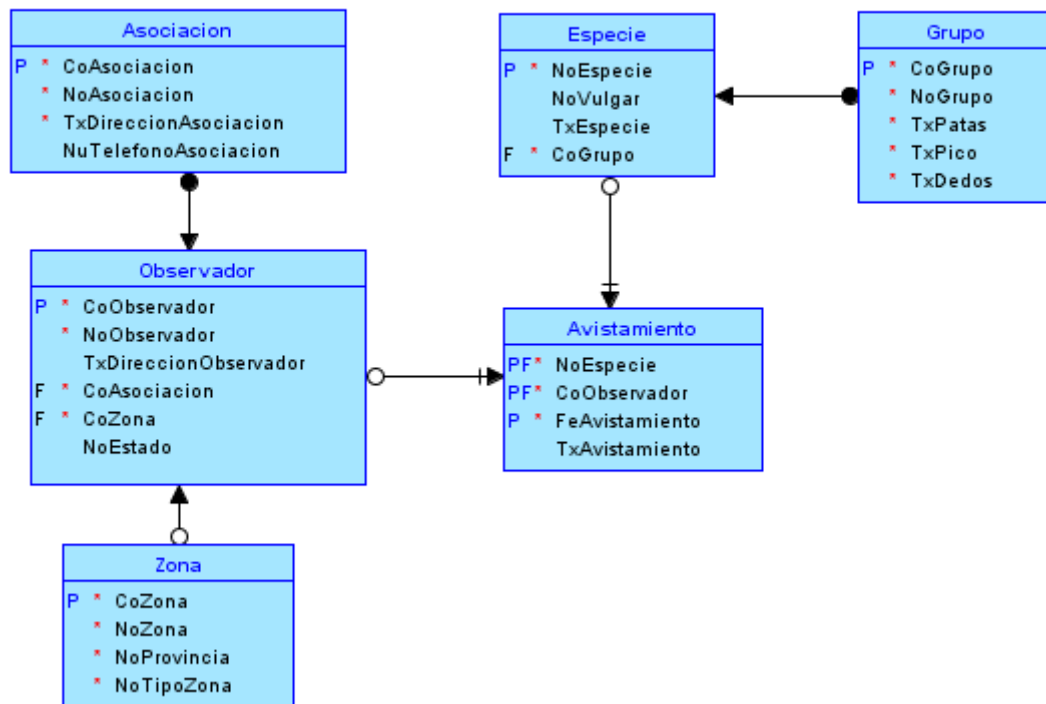 Asociacion
P * CoAsociacion
* NoAsociacion
* TxDireccionAsociacion
NuTelefonoAsociacion
Especie
P * NoEspecie
NoVulgar
TxEspecie
F * CoGrupo
Grupo
P * CoGrupo
* NoGrupo
* TxPatas
* TxPico
* TxDedos
Observador
P * CoObservador
* NoObservador
TxDireccionObservador
F * CoAsociacion
F * CoZona
NoEstado
Avistamiento
PF* NoEspecie
PF* CoObservador
P * FeAvistamiento
TxAvistamiento
Zona
P * CoZona
* NoZona
* NoProvincia
* NoTipoZona